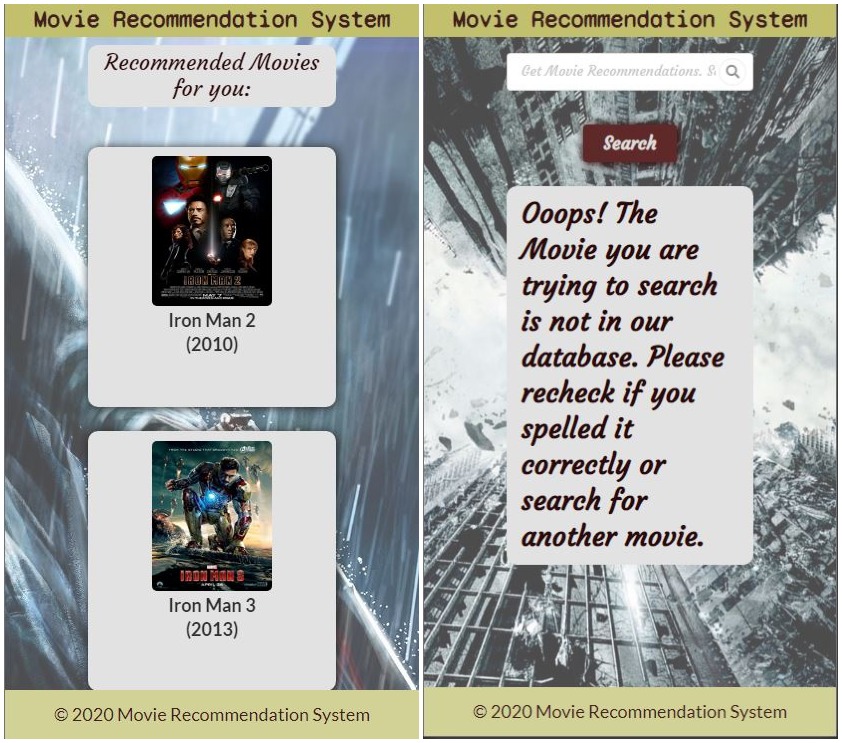 Movie Recommendation System
Recommended Movies
for you:
IRON MAN 2
Iron Man 2
(2010)
IRON MAN 3
Iron Man 3
(2013)
© 2020 Movie Recommendation System
Movie Recommendation System
Get Movie Recommendations.
Search
Ooops! The
Movie you are
trying to search
is not in our
database. Please
recheck if you
spelled it
correctly or
search for
another movie.
© 2020 Movie Recommendation System